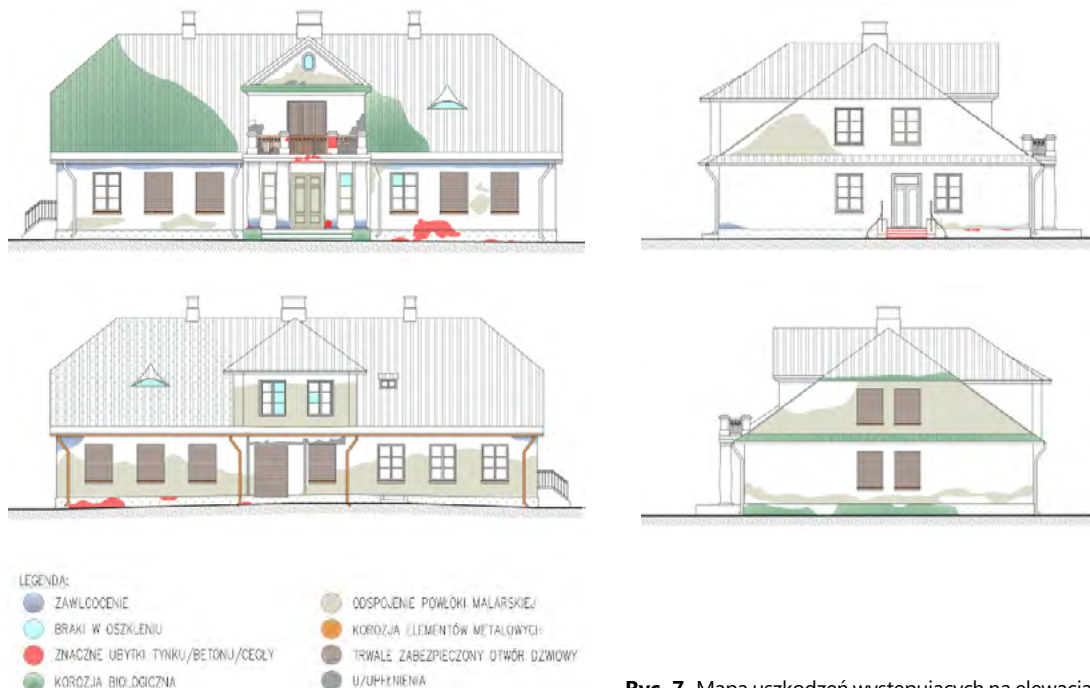 LEGENDA:
ZAWILGOCENIE
BRAKI W OSZKLENIU
ZNACZNE UBYTKI TYNKU/BETONU/CEGŁY
KOROZJA BIOLOGICZNA
ODSPOJENIE POWŁOKI MALARSKIEJ
KOROZJA ELEMENTÓW METALOWYCH
TRWALE ZABEZPIECZONY OTWÓR DZWIOWY
UZUPEŁNIENIA
Ryc. 7. Mapa uszkodzeń występujących na elewacja